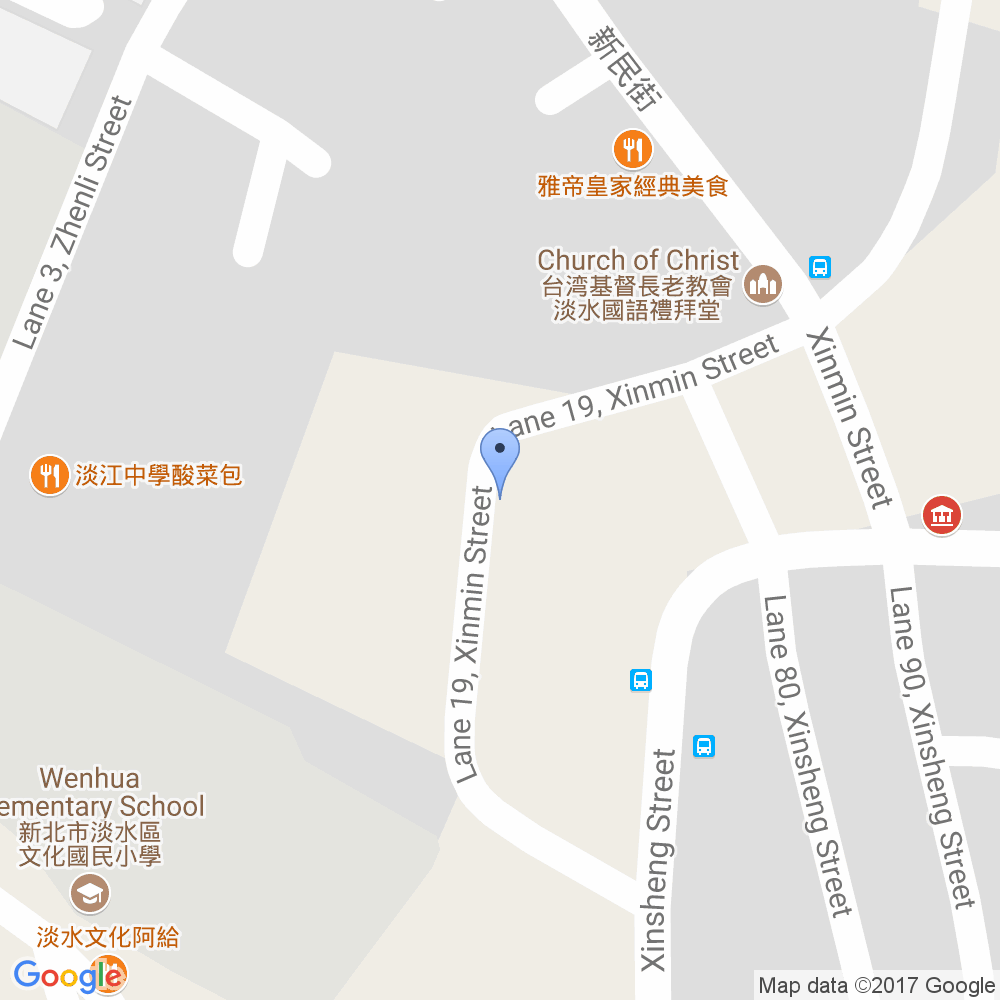 新民街
Lane 3, Zhenli Street
雅帝皇家經典美食
Church of Christ
台湾基督長老教會
淡水國語禮拜堂
Xinmin Street
Lane 19, Xinmin Street
淡江中學酸菜包
Lane 19, Xinmin Street
Lane 80, Xinsheng Street
Lane 90, Xinsheng Street
Xinsheng Street
Wenhua
ementary School
新北市淡水區
文化國民小學
淡水文化阿給
Google
Map data ©2017 Google